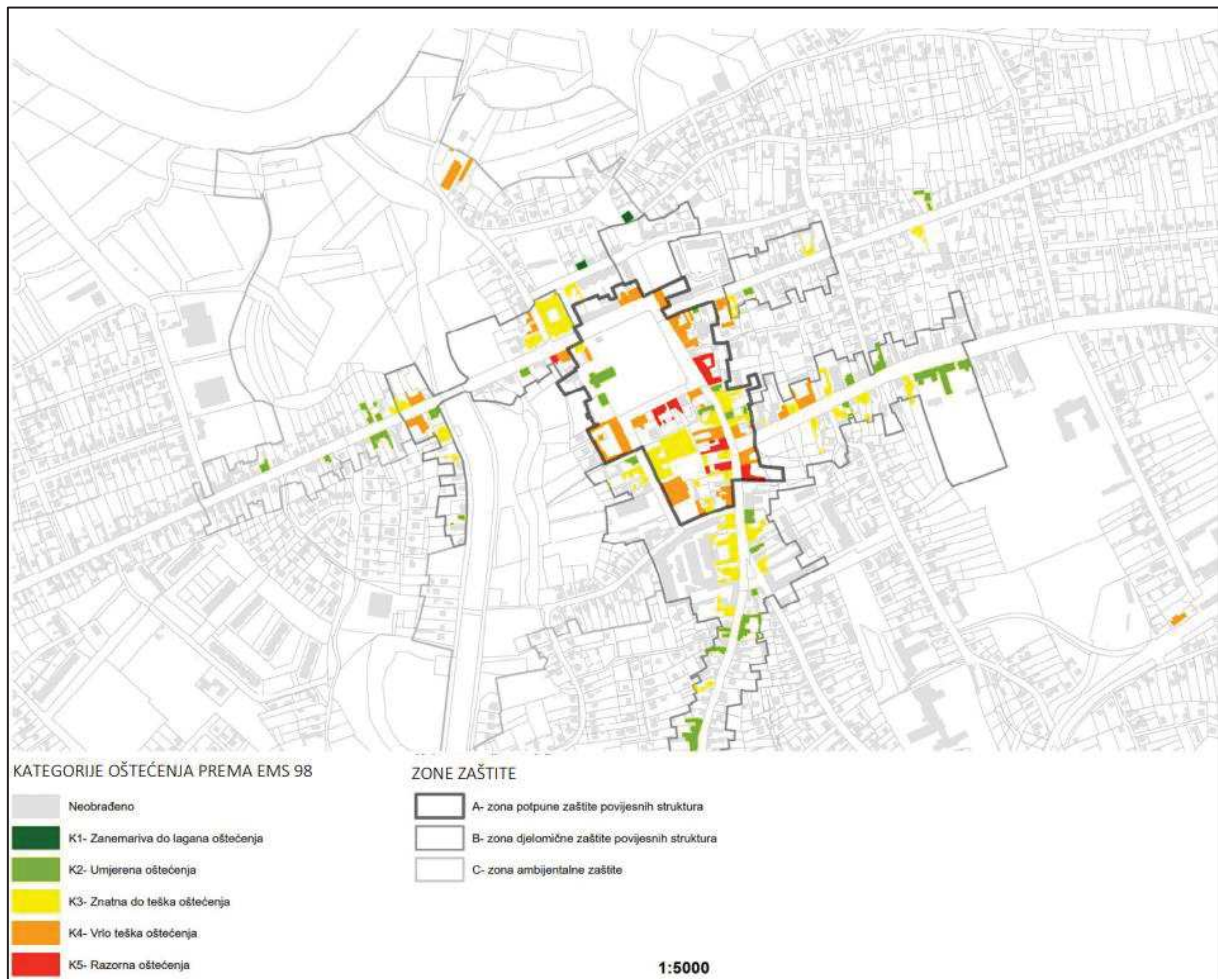 KATEGORIJE OŠTEĆENJA PREMA EMS 98
Neobrađeno
K1- Zanemariva do lagana oštećenja
K2- Umjerena oštećenja
K3- Znatna do teška oštećenja
K4- Vrlo teška oštećenja
K5- Razorna oštećenja
ZONE ZAŠTITE
A- zona potpune zaštite povijesnih struktura
B- zona djelomične zaštite povijesnih struktura
C- zona ambijentalne zaštite
1:5000